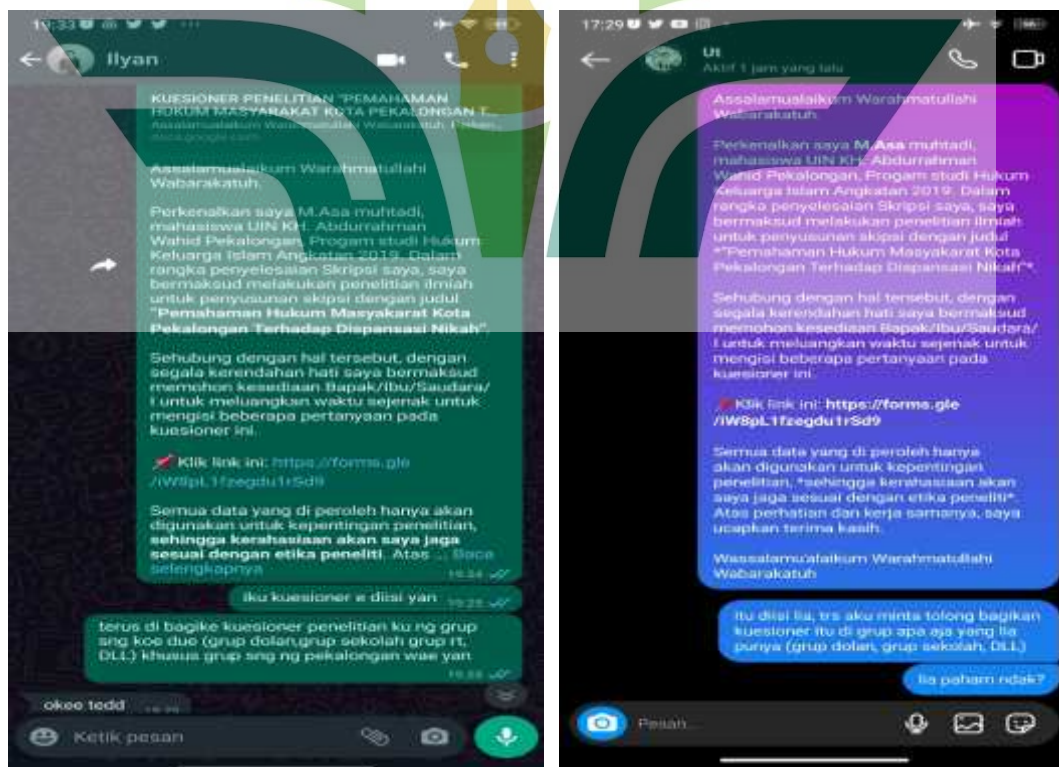 19:33
Ilyan
KUESIONER PENELITIAN "PEMAHAMAN
HUKUM MASYARAKAT KOTA PEKALONGAN T...
Assalamualaikum Warahmatullahi Wabarakatuh.
docs.google.com
Assalamualaikum Warahmatullahi
Wabarakatuh.
Perkenalkan saya M.Asa muhtadi,
mahasiswa UIN KH. Abdurrahman
Wahid Pekalongan, Progam studi Hukum
Keluarga Islam Angkatan 2019. Dalam
rangka penyelesaian Skripsi saya, saya
bermaksud melakukan penelitian ilmiah
untuk penyusunan skipsi dengan judul
"Pemahaman Hukum Masyakarat Kota
Pekalongan Terhadap Dispansasi Nikah".
Sehubung dengan hal tersebut, dengan
segala kerendahan hati saya bermaksud
memohon kesediaan Bapak/Ibu/Saudara/
I untuk meluangkan waktu sejenak untuk
mengisi beberapa pertanyaan pada
kuesioner ini.
Klik link ini: https://forms.gle
/iW8pL1fzegdu1rSd9
Semua data yang di peroleh hanya akan
digunakan untuk kepentingan penelitian,
sehingga kerahasiaan akan saya jaga
sesuai dengan etika peneliti. Atas ... Baca
selengkapnya
iku kuesioner e diisi yan
terus di bagike kuesioner penelitian ku ng grup
sng koe due (grup dolan,grup sekolah grup rt,
DLL) khusus grup sng ng pekalongan wae yan
okee tedd
Ketik pesan
17:29
Ut
Aktif 1 jam yang lalu
Assalamualaikum Warahmatullahi
Wabarakatuh.
Perkenalkan saya M.Asa muhtadi,
mahasiswa UIN KH. Abdurrahman
Wahid Pekalongan, Progam studi Hukum
Keluarga Islam Angkatan 2019. Dalam
rangka penyelesaian Skripsi saya, saya
bermaksud melakukan penelitian ilmiah
untuk penyusunan skipsi dengan judul
*"Pemahaman Hukum Masyakarat Kota
Pekalongan Terhadap Dispansasi Nikah"*.
Sehubung dengan hal tersebut, dengan
segala kerendahan hati saya bermaksud
memohon kesediaan Bapak/Ibu/Saudara/
I untuk meluangkan waktu sejenak untuk
mengisi beberapa pertanyaan pada
kuesioner ini.
Klik link ini: https://forms.gle
/iW8pL1fzegdu1rSd9
Semua data yang di peroleh hanya
akan digunakan untuk kepentingan
penelitian, *sehingga kerahasiaan akan
saya jaga sesuai dengan etika peneliti*.
Atas perhatian dan kerja samanya, saya
ucapkan terima kasih.
Wassalamu'alaikum Warahmatullahi
Wabarakatuh
itu diisi lia, trs aku minta tolong bagikan
kuesioner itu di grup apa aja yang lia
punya (grup dolan, grup sekolah, DLL)
lia paham ndak?
Pesan...